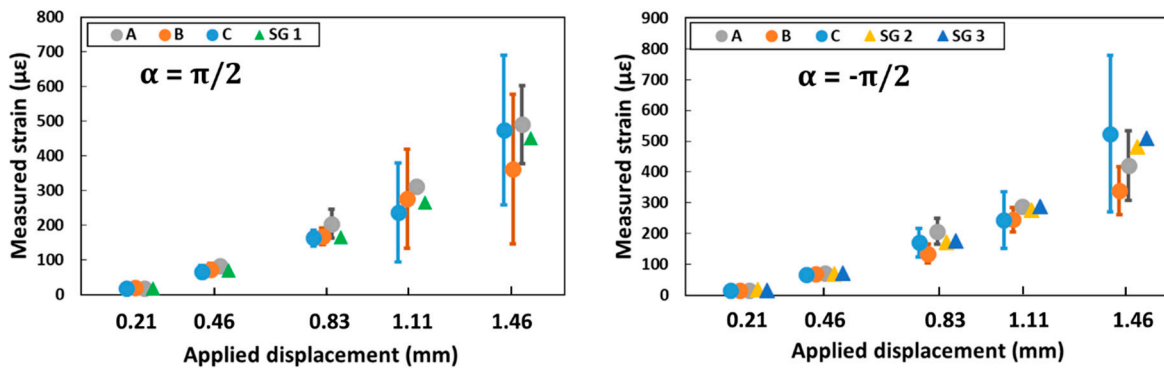 800
700
600
500
400
300
200
100
0
Measured strain (με)
A B C SG 1
α = π/2
0.21 0.46 0.83 1.11 1.46
Applied displacement (mm)
900
800
700
600
500
400
300
200
100
0
Measured strain (με)
A B C SG 2 SG 3
α = -π/2
0.21 0.46 0.83 1.11 1.46
Applied displacement (mm)